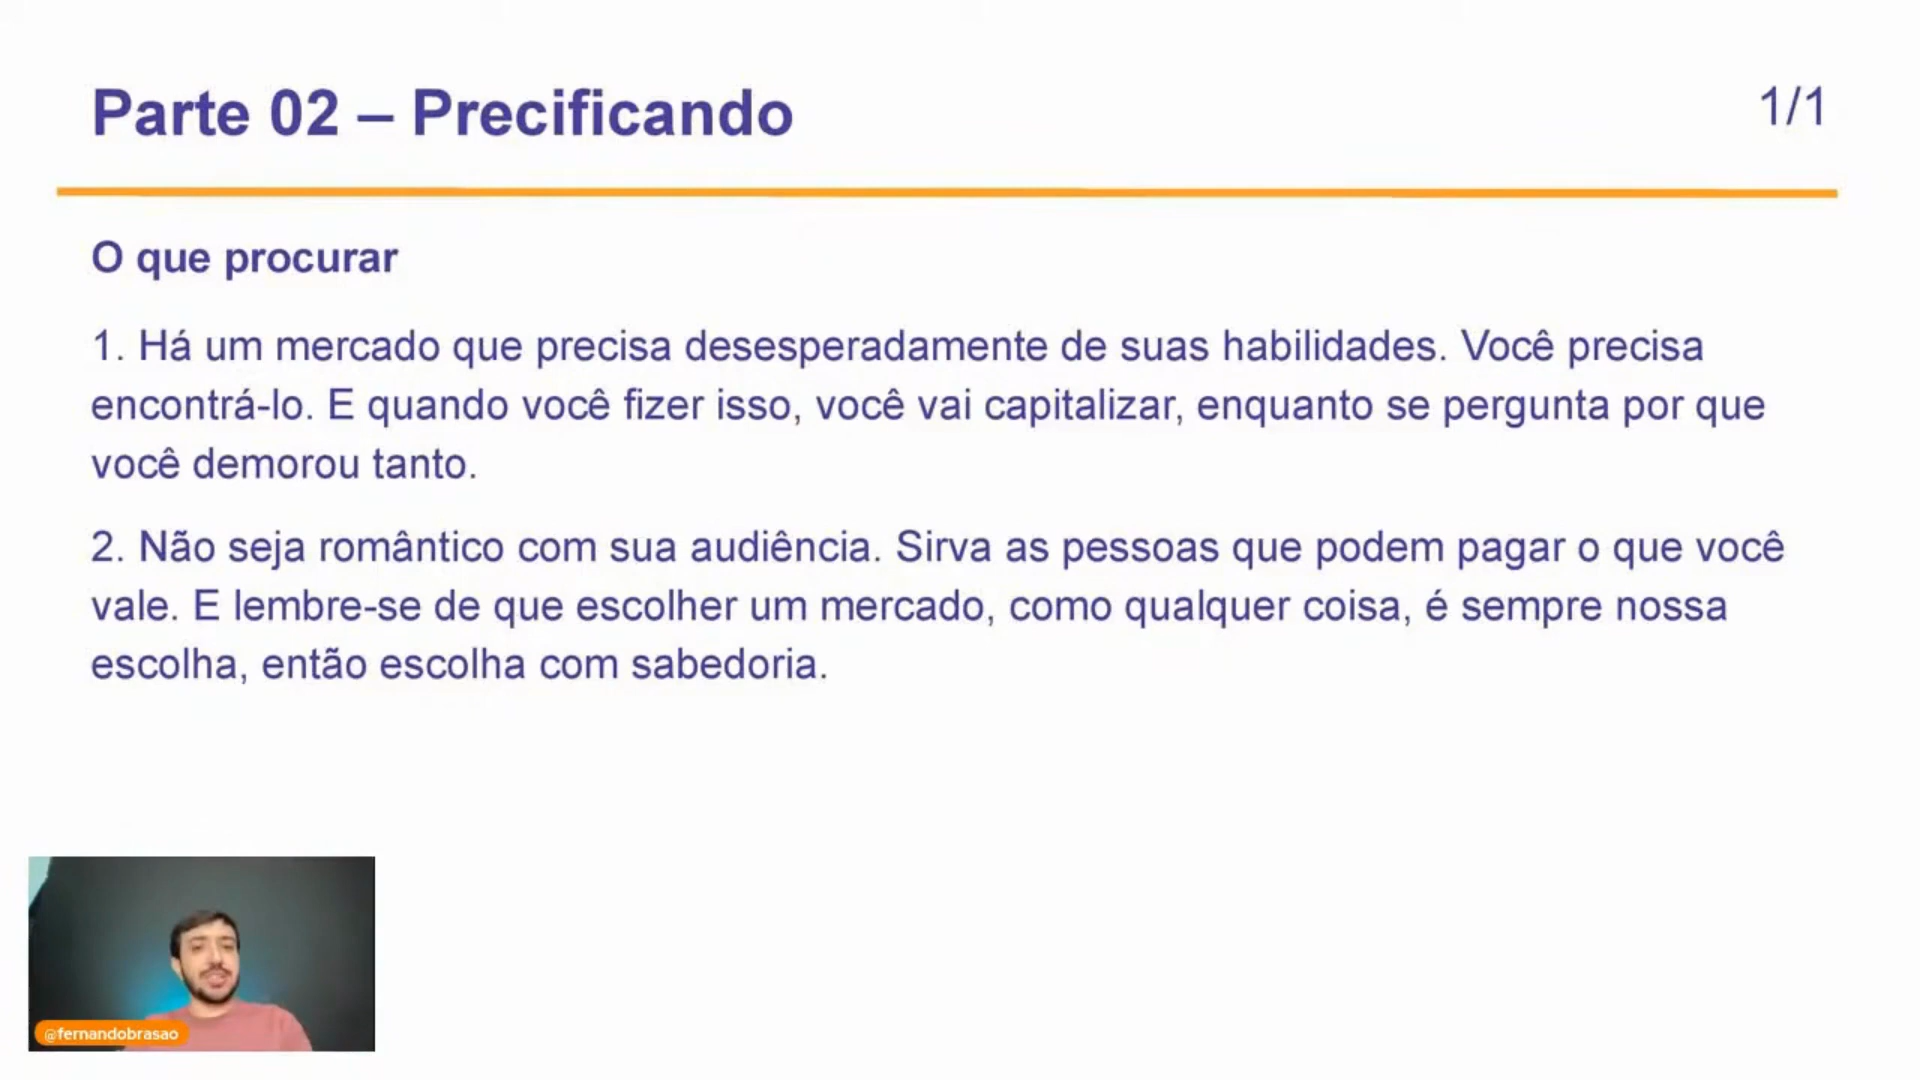 Parte 02 – Precificando
1/1
O que procurar
1. Há um mercado que precisa desesperadamente de suas habilidades. Você precisa
encontrá-lo. E quando você fizer isso, você vai capitalizar, enquanto se pergunta por que
você demorou tanto.
2. Não seja romântico com sua audiência. Sirva as pessoas que podem pagar o que você
vale. E lembre-se de que escolher um mercado, como qualquer coisa, é sempre nossa
escolha, então escolha com sabedoria.
@fernandobrasao